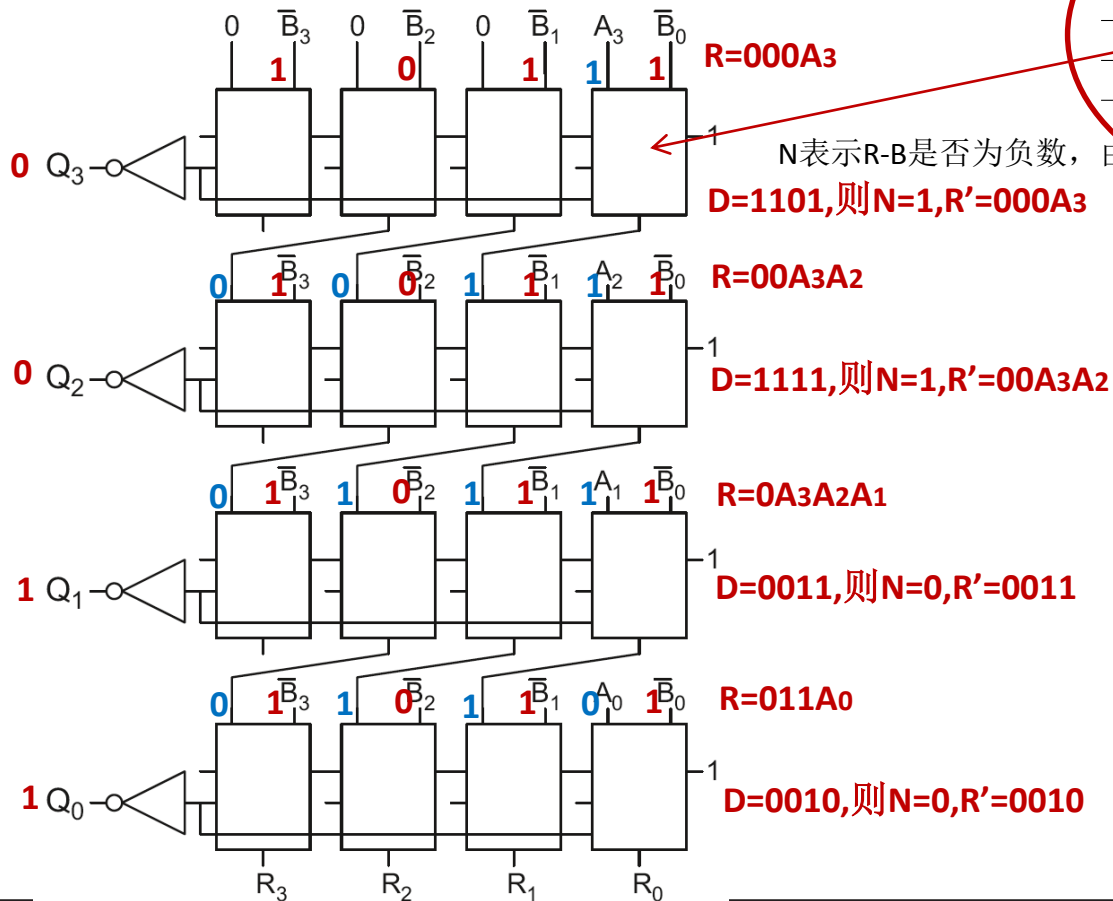 0 B̅₃ 0 B̅₂ 0 B̅₁ A₃ B̅₀
1 0 1 1 1
R=000A3
1
0 Q₃
N表示R-B是否为负数，
D=1101,则N=1,R’=000A3
B̅₃ B̅₂ B̅₁ A₂ B̅₀
0 1 0 0 1 1 1 1
R=00A3A2
1
0 Q₂
D=1111,则N=1,R’=00A3A2
B̅₃ B̅₂ B̅₁ A₁ B̅₀
0 1 1 0 1 1 1 1
R=0A3A2A1
1
1 Q₁
D=0011,则N=0,R’=0011
B̅₃ B̅₂ B̅₁ A₀ B̅₀
0 1 1 0 1 1 0 1
R=011A0
1
1 Q₀
D=0010,则N=0,R’=0010
R₃ R₂ R₁ R₀